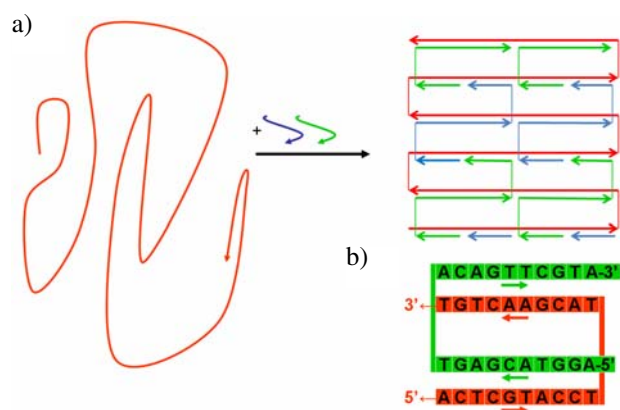 a)
+
b)
ACAGTTCGTA-3'
3'←TGTCAAGCAT
TGAGCATGGA-5'
5'←ACTCGTACCT